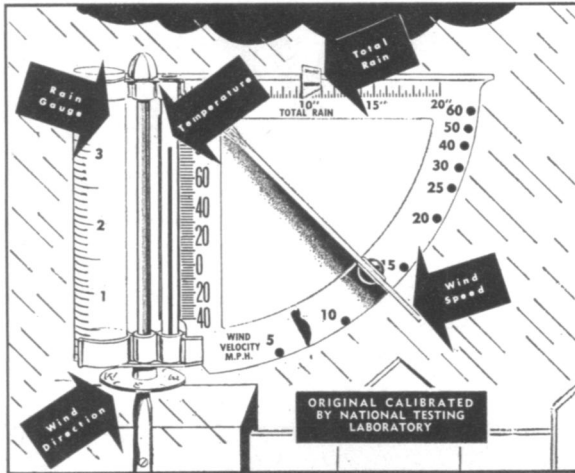 Total
Rain
Rain
Gauge
Temperature
10" 15" 20"
TOTAL RAIN
60
50
40
30
25
20
15
10
5
3
2
1
60
40
20
0
20
40
WIND
VELOCITY
M.P.H.
Wind
Speed
Wind
Direction
ORIGINAL CALIBRATED
BY NATIONAL TESTING
LABORATORY